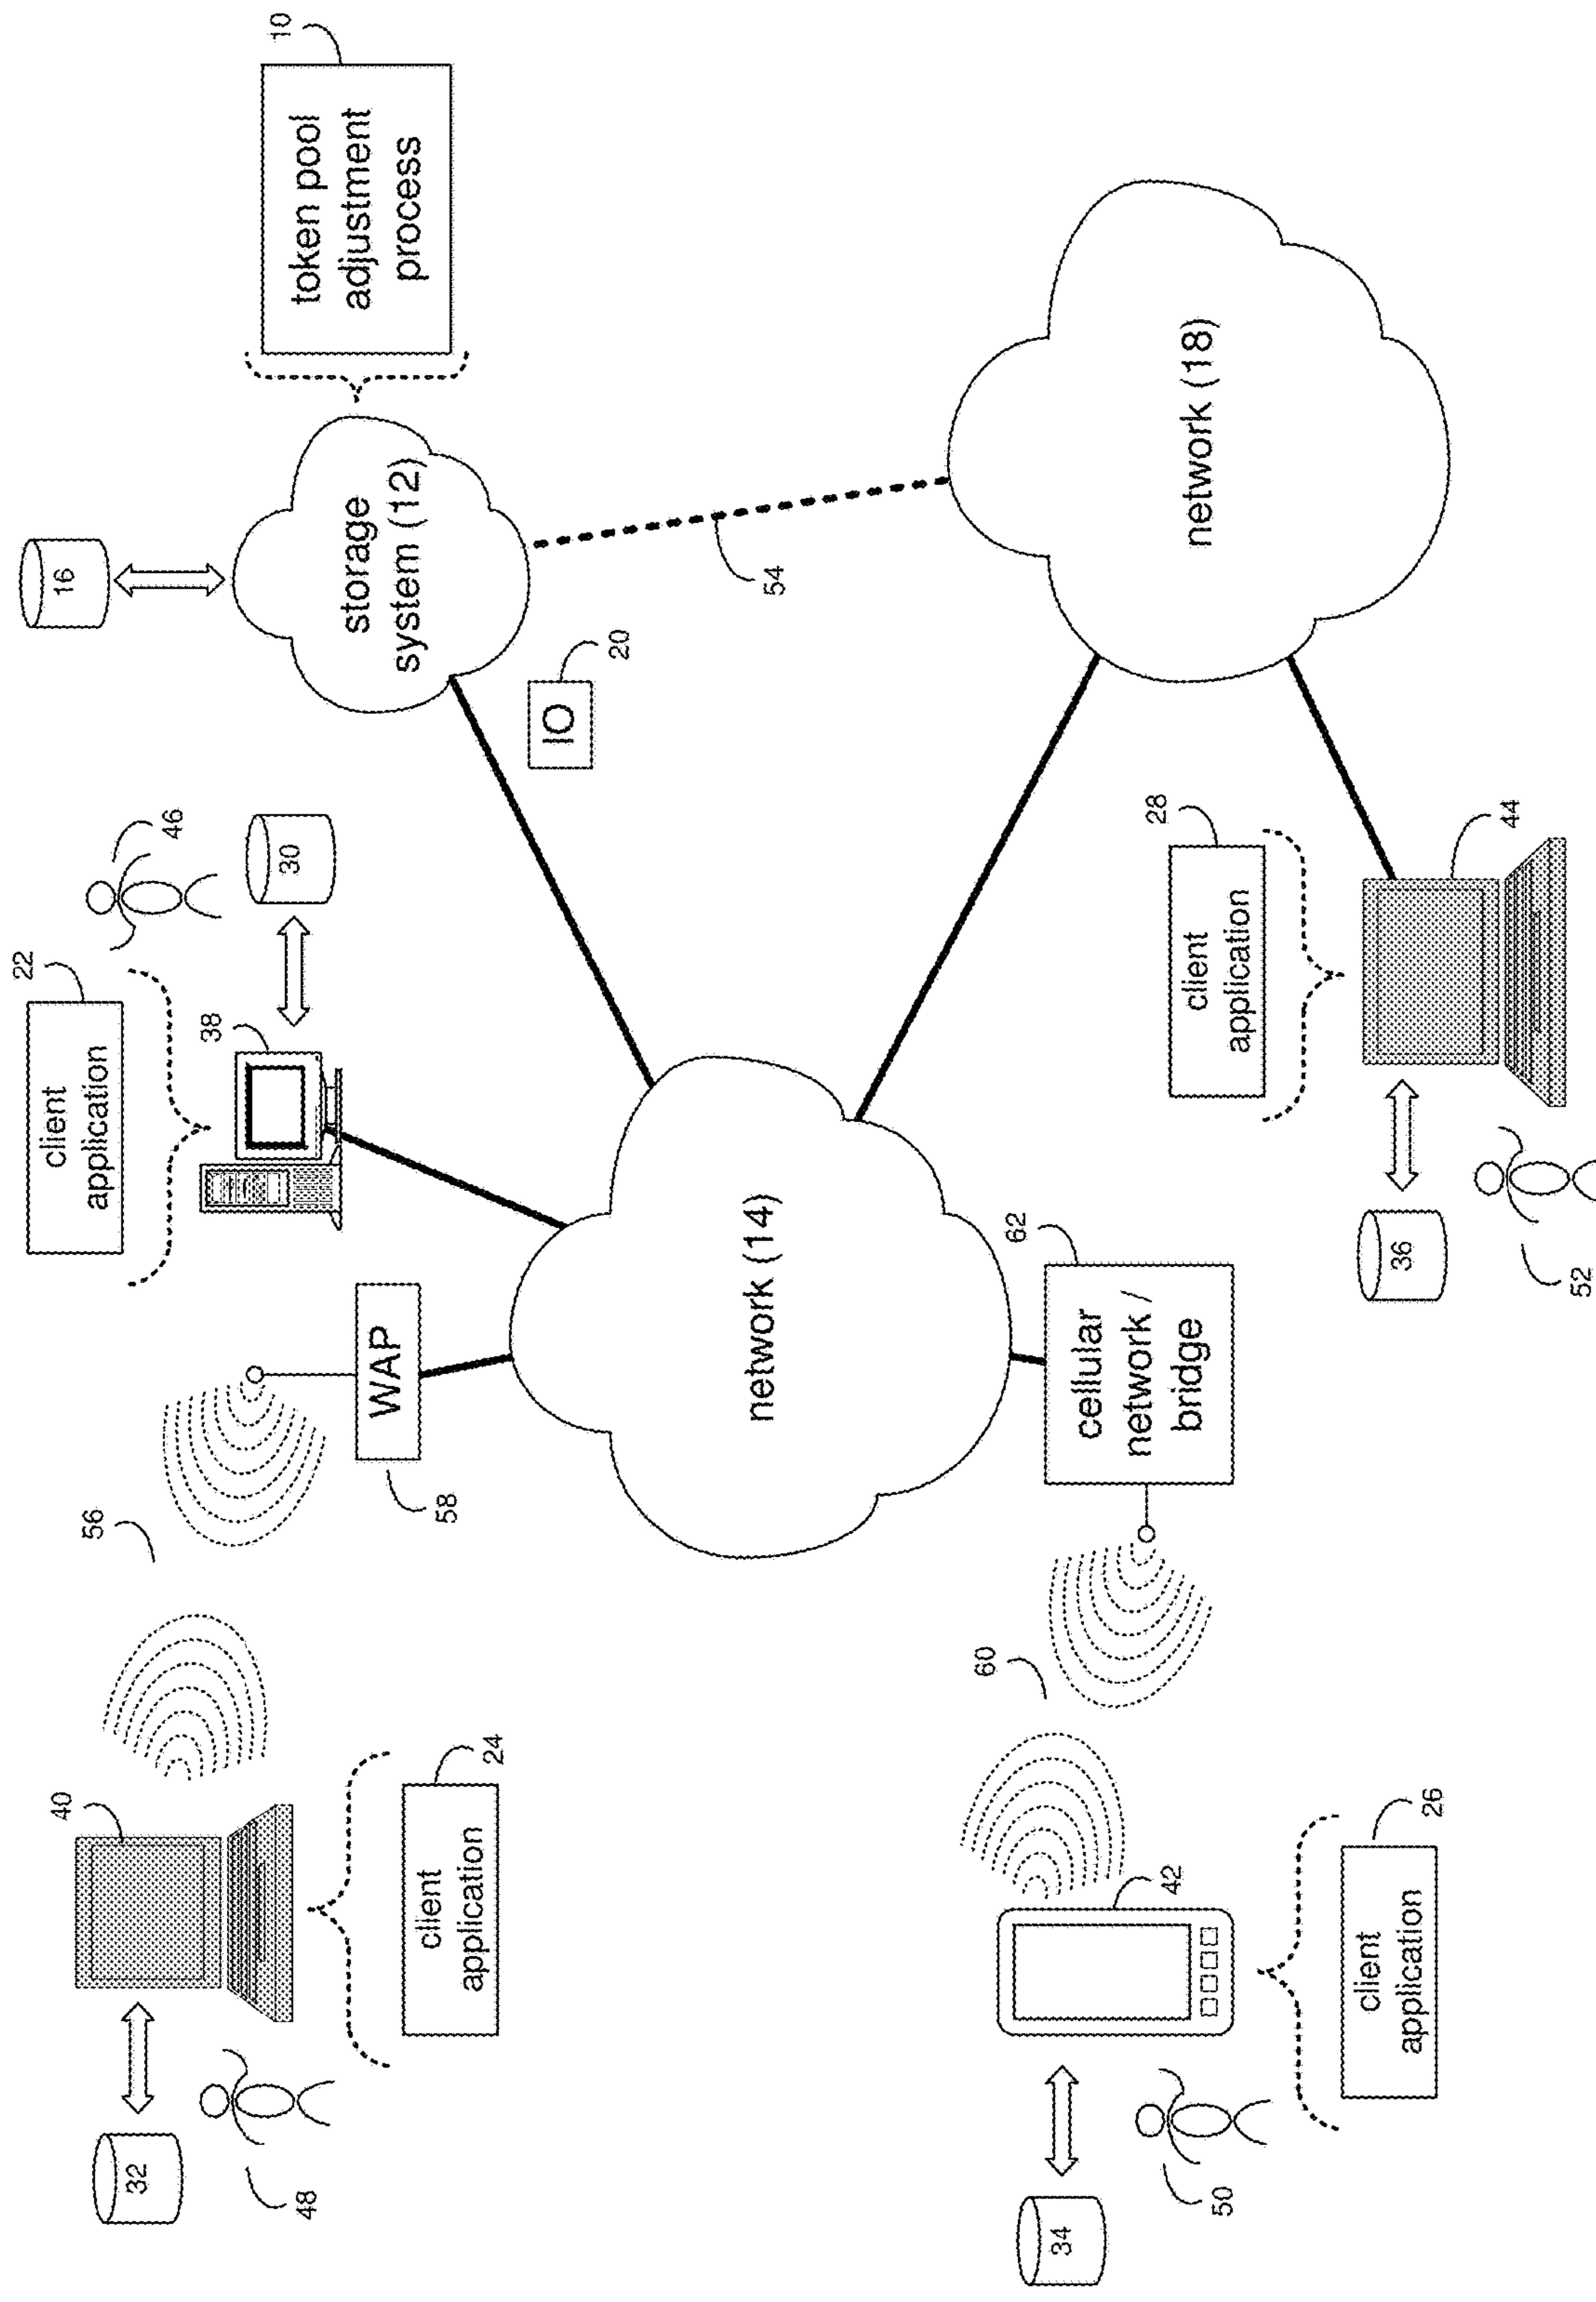 32
40
48
client
application
24
56
WAP
58
client
application
22
38
46
30
16
storage
system (12)
token pool
adjustment
process
10
IO
20
54
network (14)
network (18)
34
42
50
client
application
26
60
cellular
network /
bridge
62
36
client
application
28
44
52